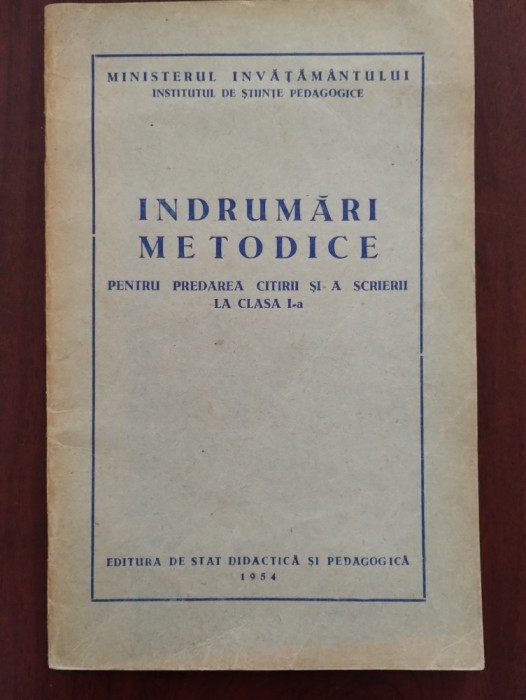 MINISTERUL INVĂȚĂMÂNTULUI
INSTITUTUL DE ȘTIINȚE PEDAGOGICE
INDRUMĂRI
METODICE
PENTRU PREDAREA CITIRII ȘI A SCRIERII
LA CLASA I-a
EDITURA DE STAT DIDACTICĂ ȘI PEDAGOGICĂ
1954